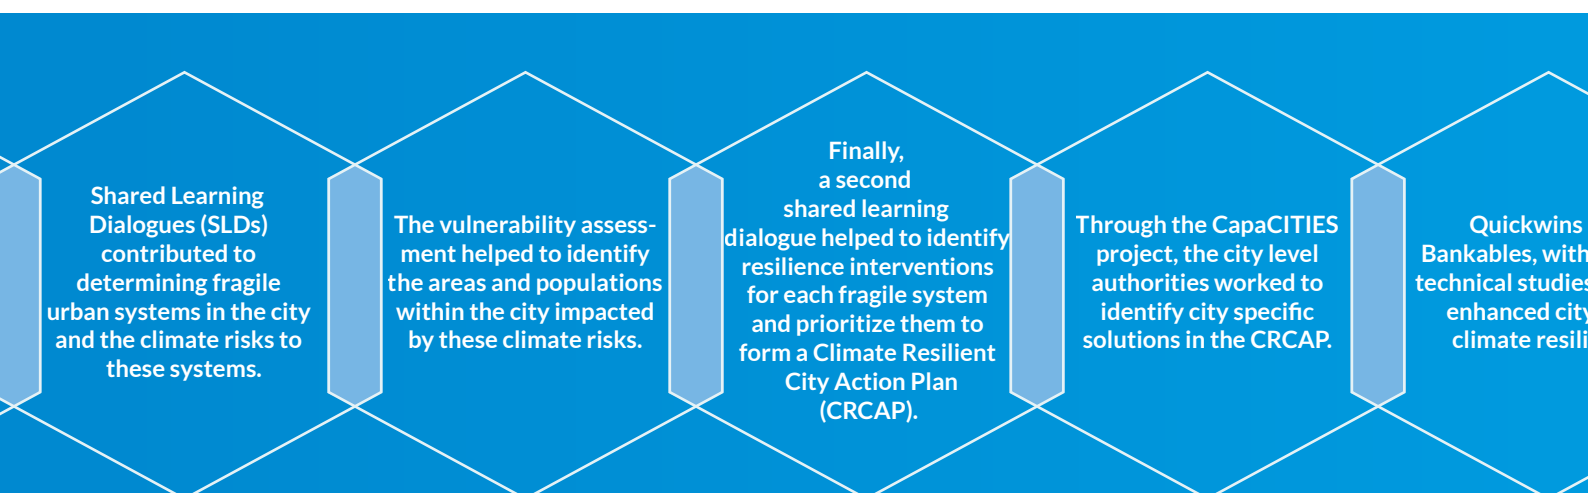 Shared Learning
Dialogues (SLDs)
contributed to
determining fragile
urban systems in the city
and the climate risks to
these systems.
The vulnerability assess-
ment helped to identify
the areas and populations
within the city impacted
by these climate risks.
Finally,
a second
shared learning
dialogue helped to identify
resilience interventions
for each fragile system
and prioritize them to
form a Climate Resilient
City Action Plan
(CRCAP).
Through the CapaCITIES
project, the city level
authorities worked to
identify city specific
solutions in the CRCAP.
Quickwins
Bankables, with
technical studies
enhanced city
climate resili